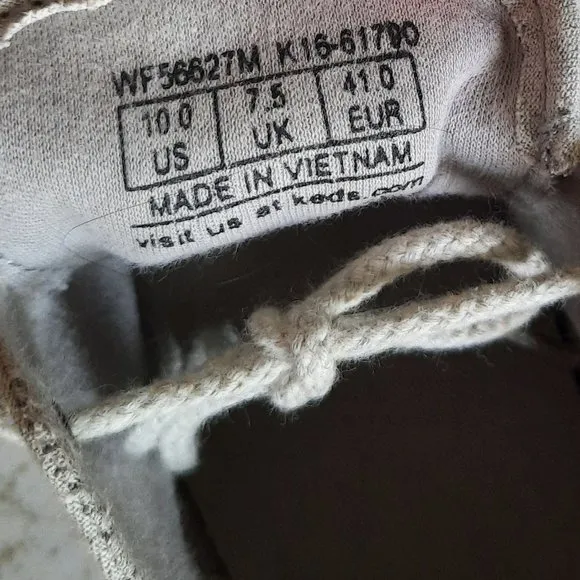 WF56627M K16-61700
10.0 7.5 41.0
US UK EUR
MADE IN VIETNAM
visit us at keds.com